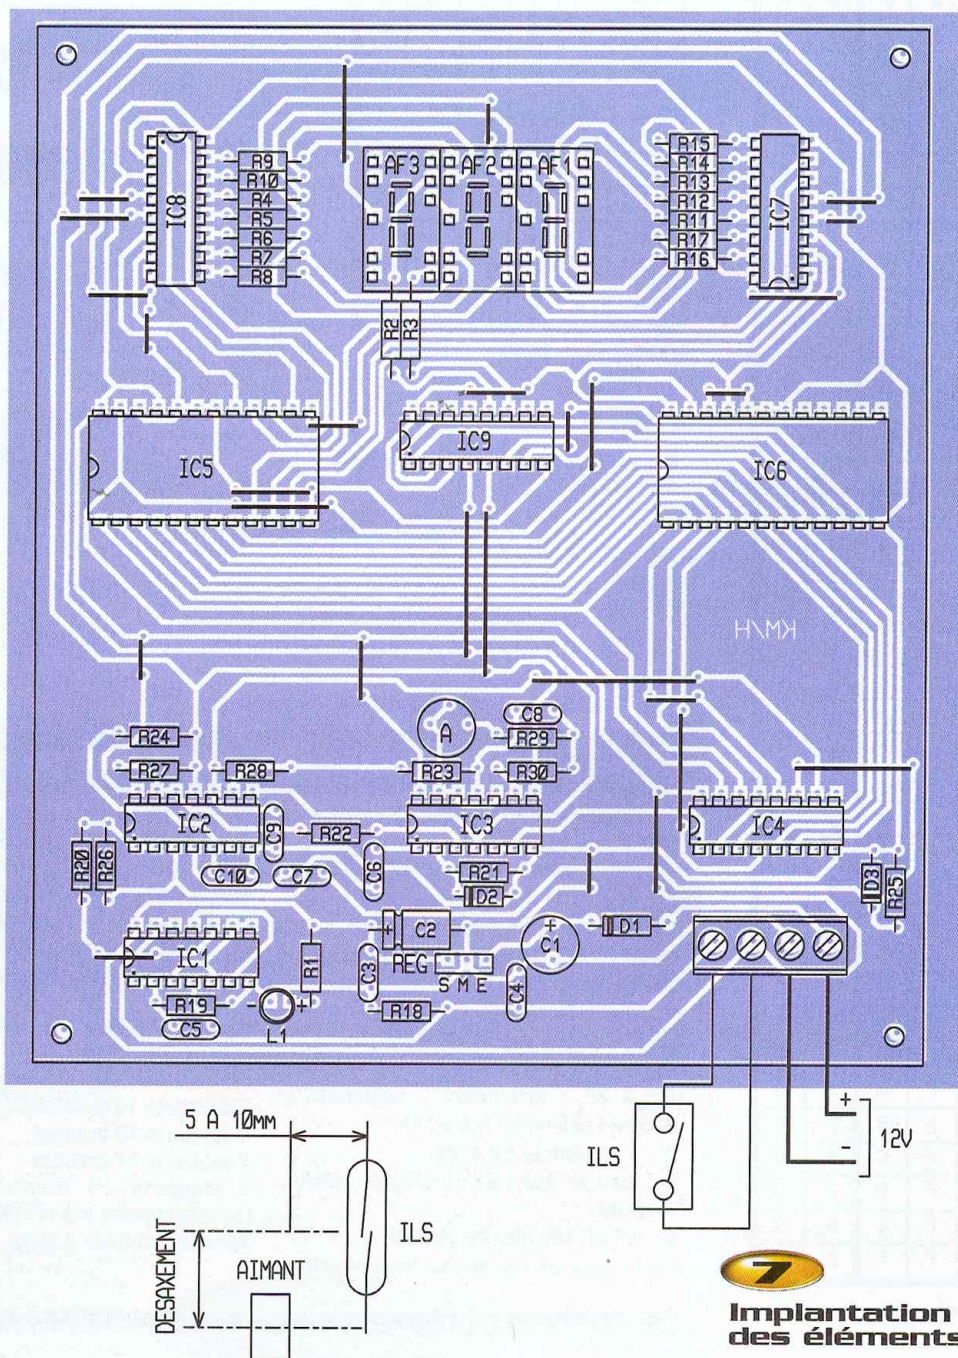 AF3 AF2 AF1
R9
R10
R4
R5
R6
R7
R8
IC8
R15
R14
R13
R12
R11
R17
R16
IC7
R2
R3
IC5
IC9
IC6
KM\H
R24
R27
R28
A
R23
C8
R29
R30
IC2
C9
R22
IC3
IC4
R20
R26
C10
C7
C6
R21
D2
D3
R25
IC1
R1
+
C2
+
C1
D1
REG
S M E
C3
C4
R19
C5
- +
L1
R18
5 A 10MM
ILS
+
-
12V
DESAXEMENT
AIMANT
ILS
7
Implantation
des éléments